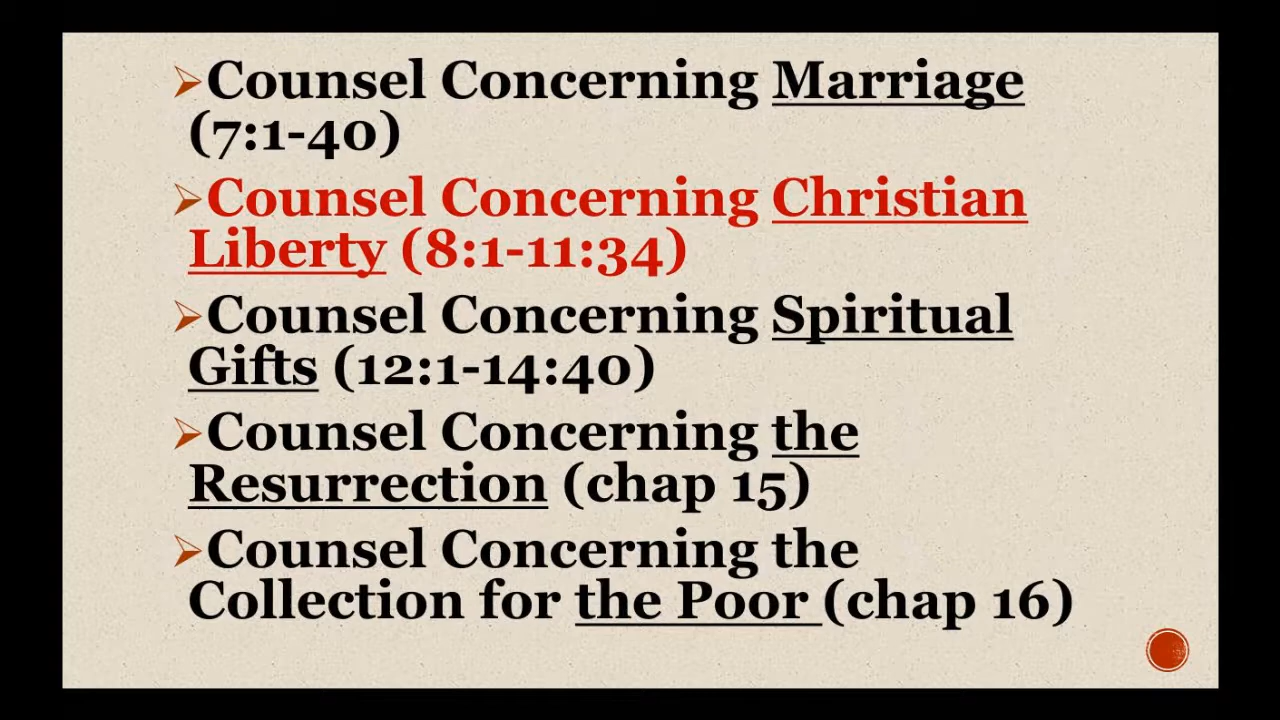 ➢Counsel Concerning Marriage
(7:1-40)
➢Counsel Concerning Christian
Liberty (8:1-11:34)
➢Counsel Concerning Spiritual
Gifts (12:1-14:40)
➢Counsel Concerning the
Resurrection (chap 15)
➢Counsel Concerning the
Collection for the Poor (chap 16)